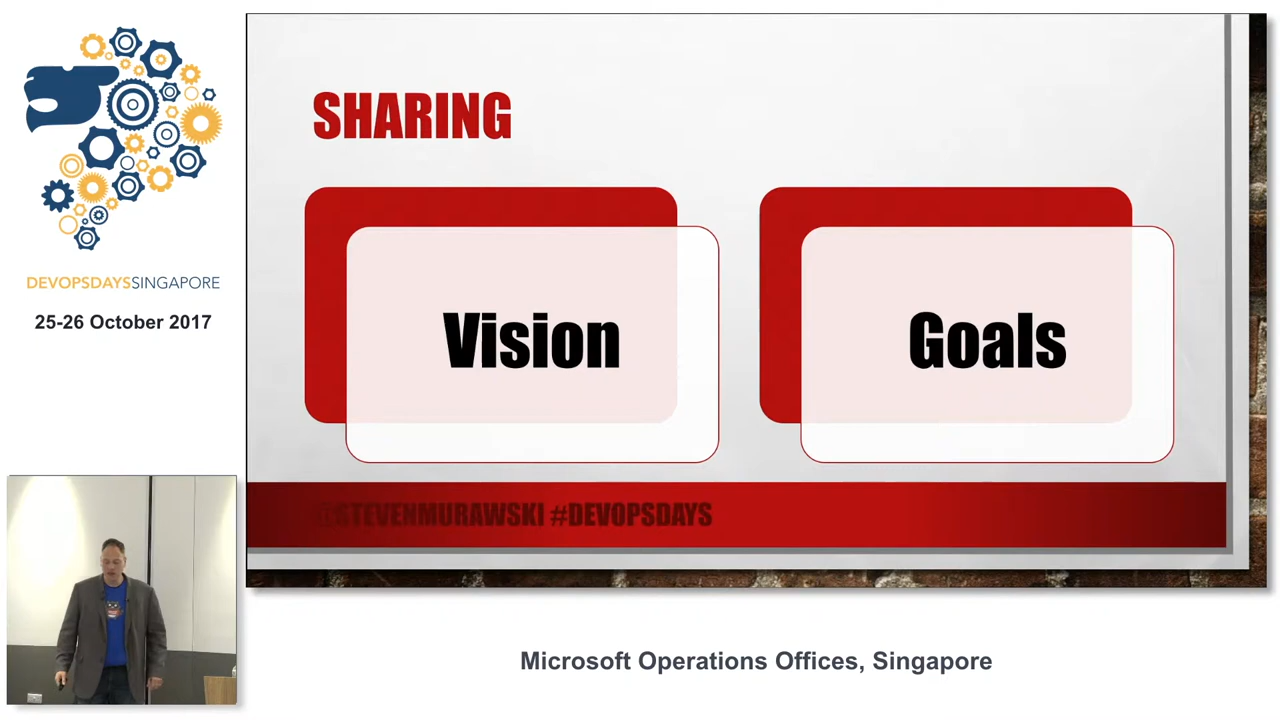 DEVOPSDAYSSINGAPORE
25-26 October 2017
SHARING
Vision
Goals
@STEVENMURAWSKI #DEVOPSDAYS
Microsoft Operations Offices, Singapore